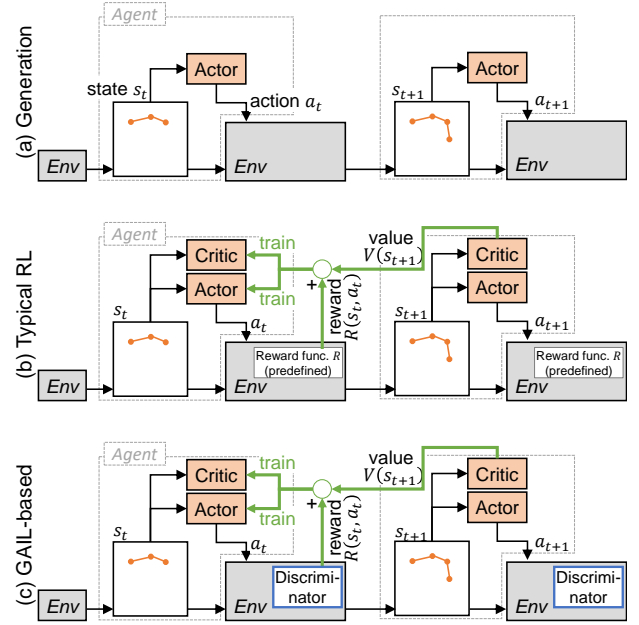 (a) Generation
Agent
Actor
Actor
state s_t
action a_t
s_{t+1}
a_{t+1}
Env
Env
Env
(b) Typical RL
Agent
value
V(s_{t+1})
Critic
train
Critic
Actor
train
+
Actor
s_t
a_t
reward
R(s_t, a_t)
s_{t+1}
a_{t+1}
Reward func. R
(predefined)
Reward func. R
(predefined)
Env
Env
Env
(c) GAIL-based
Agent
value
V(s_{t+1})
Critic
train
Critic
Actor
train
+
Actor
s_t
a_t
reward
R(s_t, a_t)
s_{t+1}
a_{t+1}
Discrimi-
nator
Discrimi-
nator
Env
Env
Env